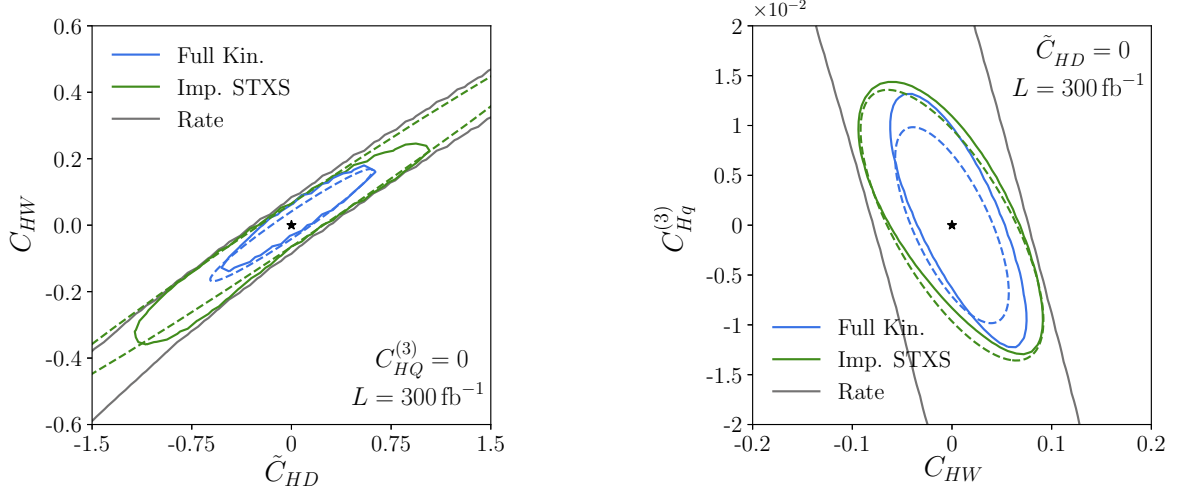 0.6
0.4
0.2
0.0
-0.2
-0.4
-0.6
C_{HW}
Full Kin.
Imp. STXS
Rate
C_{HQ}^{(3)} = 0
L = 300 fb^{-1}
-1.5 -0.75 0 0.75 1.5
\tilde{C}_{HD}
×10^{-2}
2
1.5
1
0.5
0
-0.5
-1
-1.5
-2
C_{Hq}^{(3)}
\tilde{C}_{HD} = 0
L = 300 fb^{-1}
Full Kin.
Imp. STXS
Rate
-0.2 -0.1 0 0.1 0.2
C_{HW}